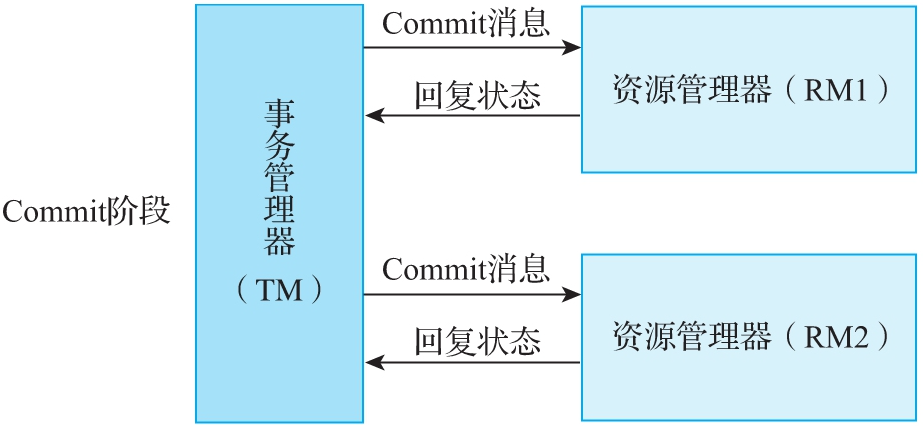 Commit阶段
事务管理器
（TM）
Commit消息
回复状态
资源管理器（RM1）
Commit消息
回复状态
资源管理器（RM2）